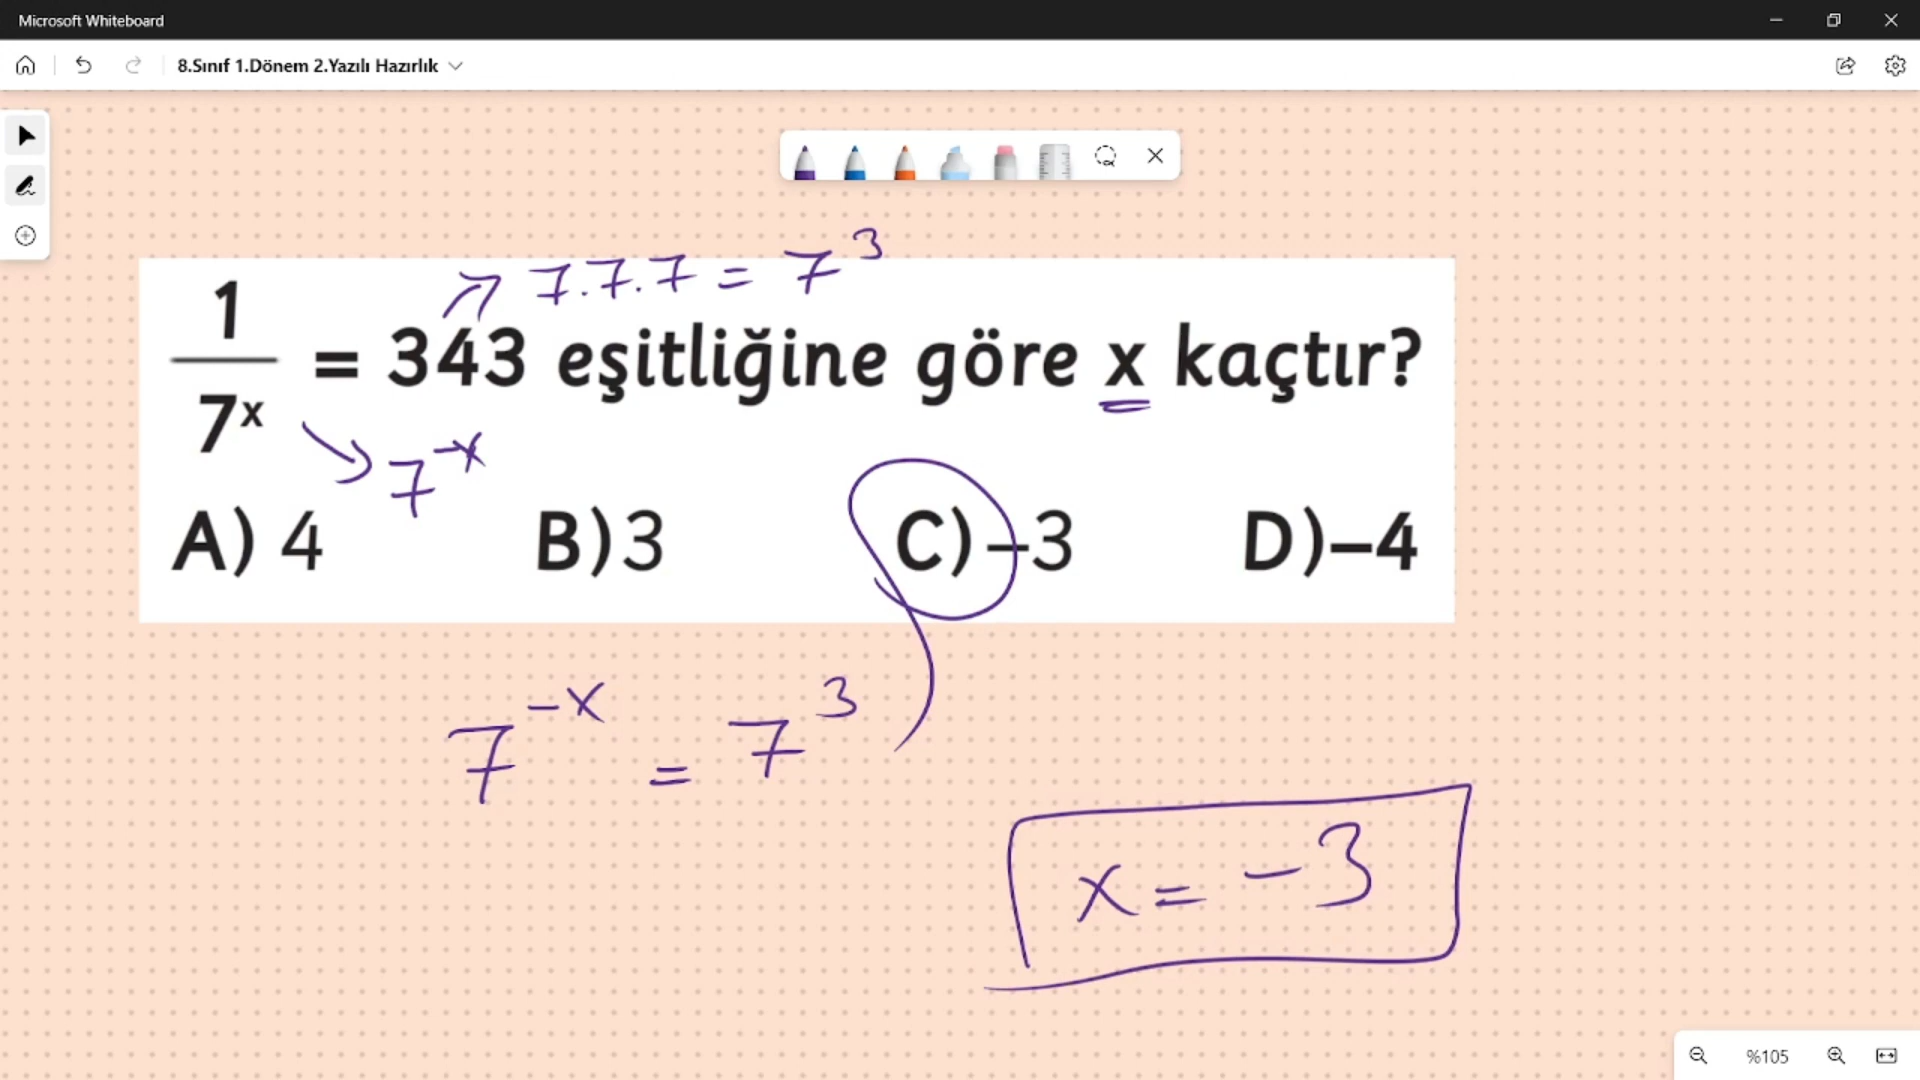 Microsoft Whiteboard
8.Sınıf 1.Dönem 2.Yazılı Hazırlık
7.7.7 = 7³
1/7ˣ = 343 eşitliğine göre x kaçtır?
7⁻ˣ
A) 4 B) 3 C) –3 D) –4
7⁻ˣ = 7³
x = -3
%105